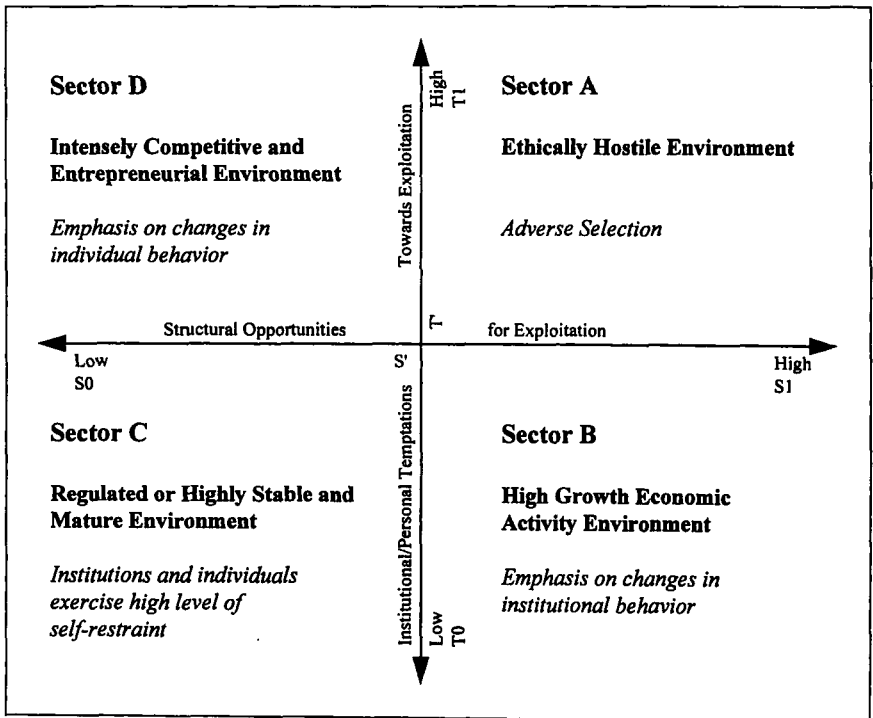 Sector D
Intensely Competitive and
Entrepreneurial Environment
Emphasis on changes in
individual behavior
Towards Exploitation
High
T1
Sector A
Ethically Hostile Environment
Adverse Selection
Structural Opportunities
T'
for Exploitation
Low
S0
S'
High
S1
Sector C
Regulated or Highly Stable and
Mature Environment
Institutions and individuals
exercise high level of
self-restraint
Institutional/Personal Temptations
Low
T0
Sector B
High Growth Economic
Activity Environment
Emphasis on changes in
institutional behavior